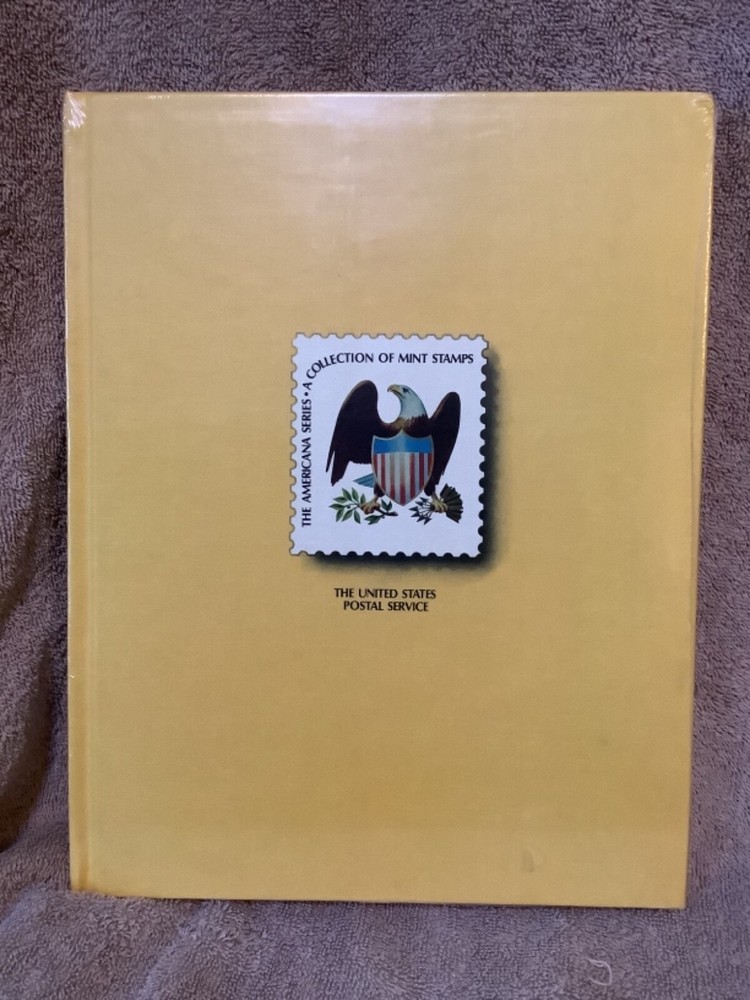 THE AMERICANA SERIES • A COLLECTION OF MINT STAMPS
THE UNITED STATES
POSTAL SERVICE